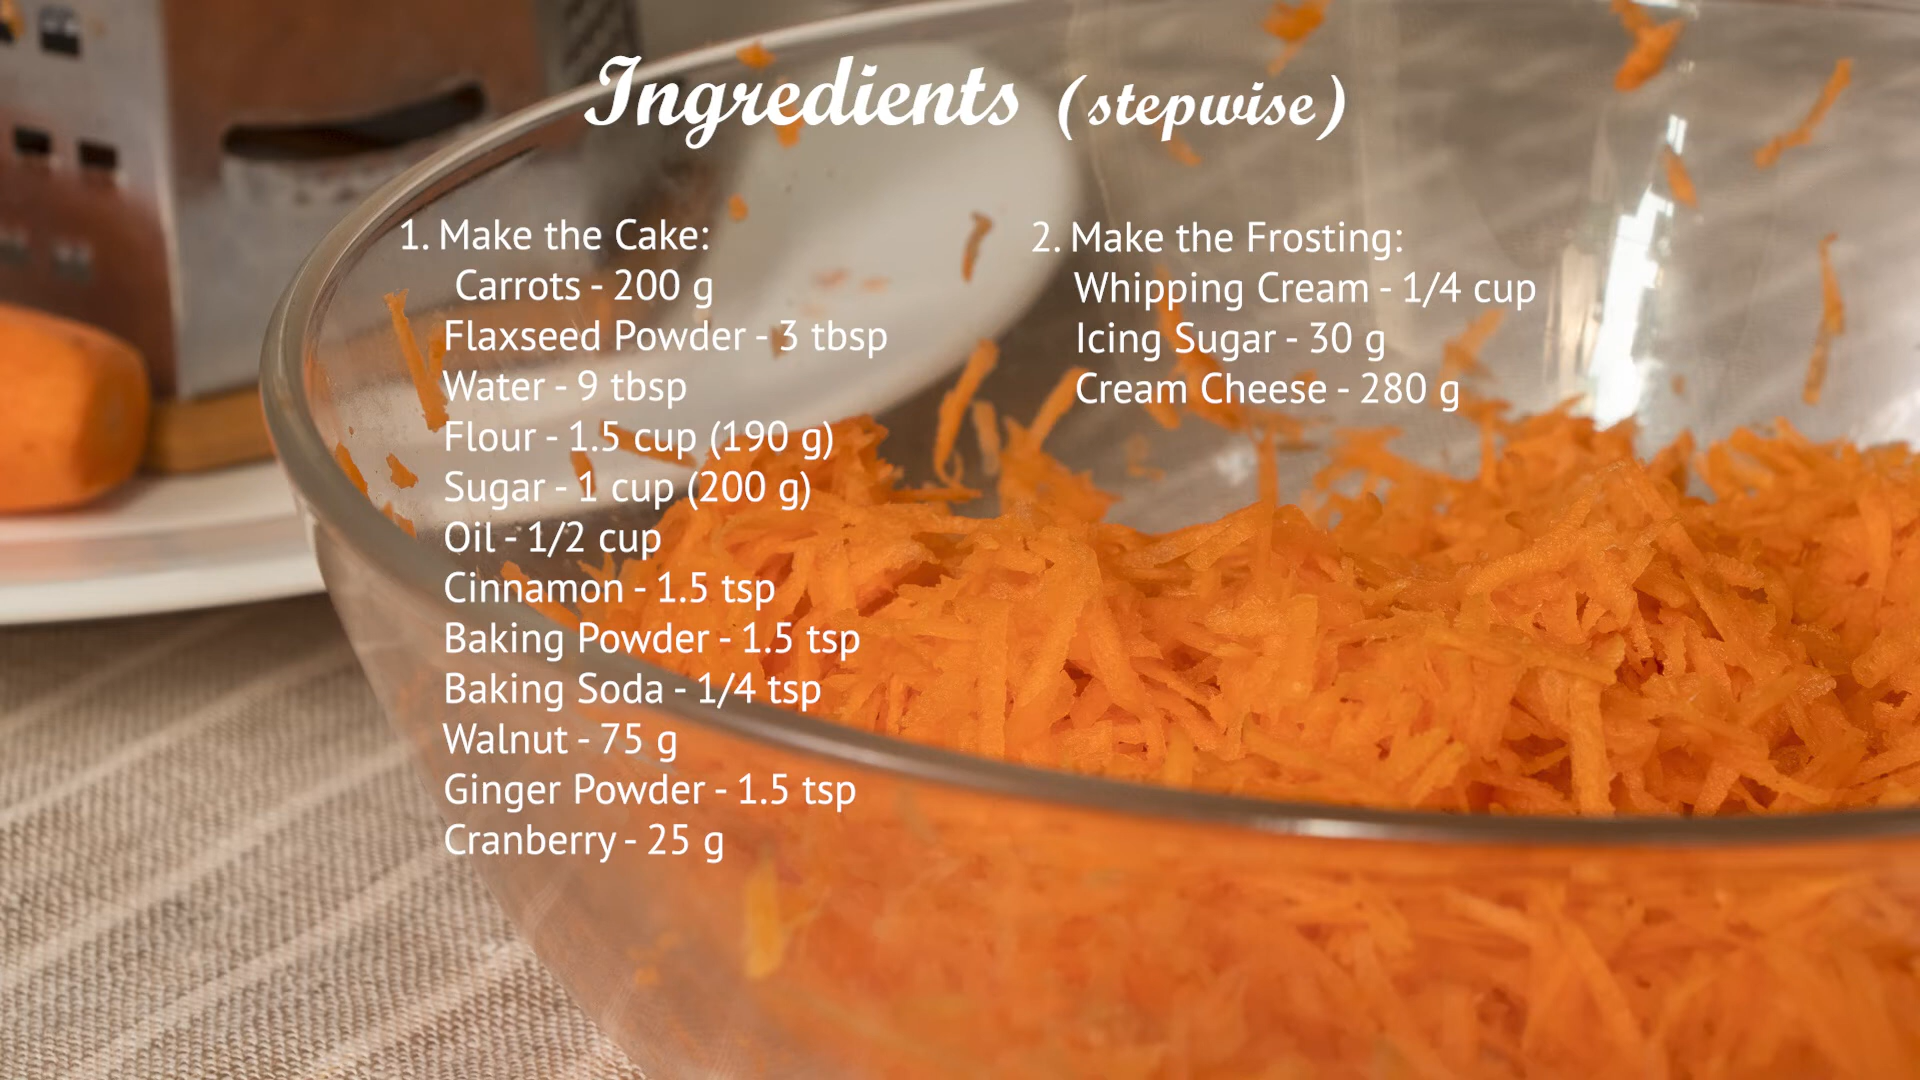 Ingredients (stepwise)
1. Make the Cake:
Carrots - 200 g
Flaxseed Powder - 3 tbsp
Water - 9 tbsp
Flour - 1.5 cup (190 g)
Sugar - 1 cup (200 g)
Oil - 1/2 cup
Cinnamon - 1.5 tsp
Baking Powder - 1.5 tsp
Baking Soda - 1/4 tsp
Walnut - 75 g
Ginger Powder - 1.5 tsp
Cranberry - 25 g
2. Make the Frosting:
Whipping Cream - 1/4 cup
Icing Sugar - 30 g
Cream Cheese - 280 g